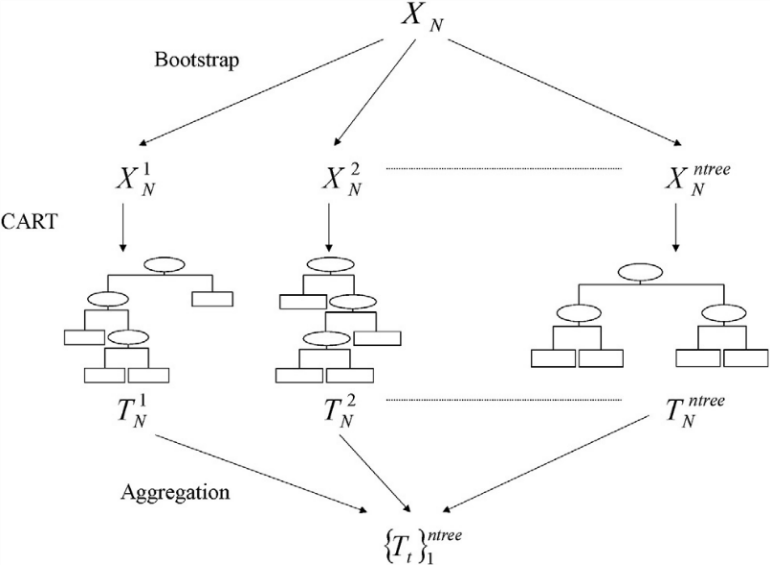 X_N
Bootstrap
X_N^1 X_N^2 X_N^ntree
CART
T_N^1 T_N^2 T_N^ntree
Aggregation
{T_t}_1^ntree